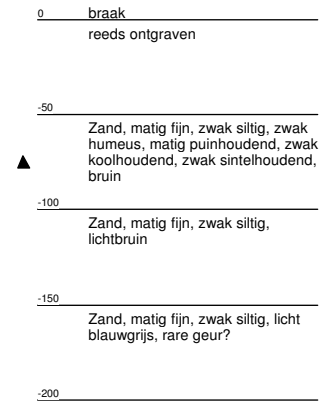 0 braak
reeds ontgraven
-50
Zand, matig fijn, zwak siltig, zwak
humeus, matig puinhoudend, zwak
koolhoudend, zwak sintelhoudend,
bruin
-100
Zand, matig fijn, zwak siltig,
lichtbruin
-150
Zand, matig fijn, zwak siltig, licht
blauwgrijs, rare geur?
-200